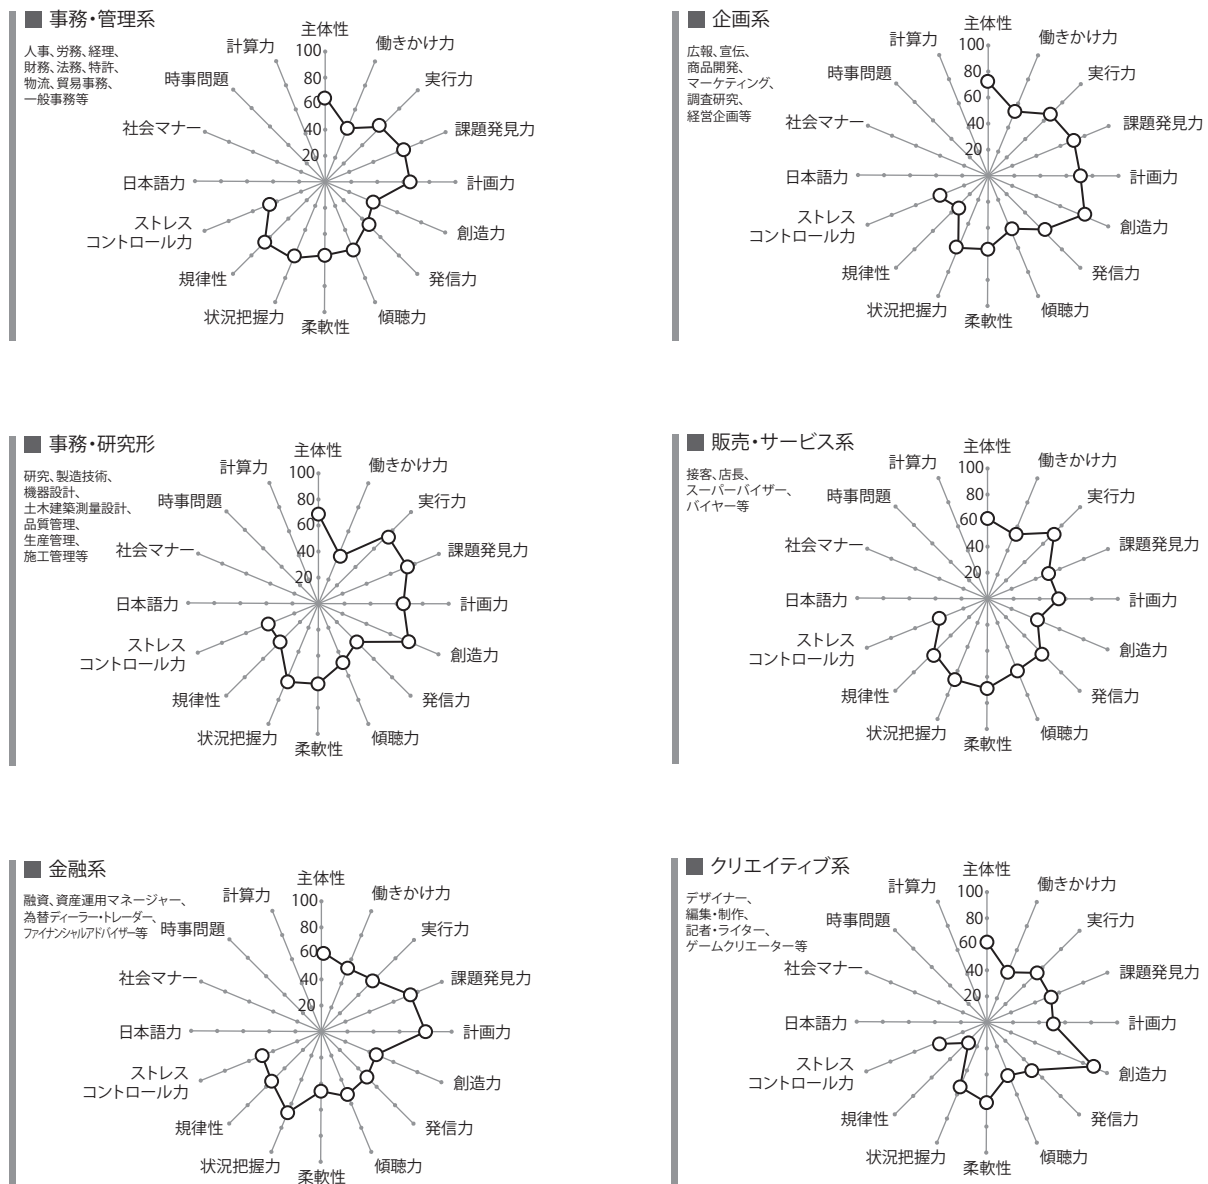 ■ 事務・管理系
人事、労務、経理、
財務、法務、特許、
物流、貿易事務、
一般事務等
主体性
働きかけ力
実行力
課題発見力
計画力
創造力
発信力
傾聴力
柔軟性
状況把握力
規律性
ストレス
コントロール力
日本語力
社会マナー
時事問題
計算力
100
80
60
40
20
■ 企画系
広報、宣伝、
商品開発、
マーケティング、
調査研究、
経営企画等
主体性
働きかけ力
実行力
課題発見力
計画力
創造力
発信力
傾聴力
柔軟性
状況把握力
規律性
ストレス
コントロール力
日本語力
社会マナー
時事問題
計算力
100
80
60
40
20
■ 事務・研究形
研究、製造技術、
機器設計、
土木建築測量設計、
品質管理、
生産管理、
施工管理等
主体性
働きかけ力
実行力
課題発見力
計画力
創造力
発信力
傾聴力
柔軟性
状況把握力
規律性
ストレス
コントロール力
日本語力
社会マナー
時事問題
計算力
100
80
60
40
20
■ 販売・サービス系
接客、店長、
スーパーバイザー、
バイヤー等
主体性
働きかけ力
実行力
課題発見力
計画力
創造力
発信力
傾聴力
柔軟性
状況把握力
規律性
ストレス
コントロール力
日本語力
社会マナー
時事問題
計算力
100
80
60
40
20
■ 金融系
融資、資産運用マネージャー、
為替ディーラー・トレーダー、
ファイナンシャルアドバイザー等
主体性
働きかけ力
実行力
課題発見力
計画力
創造力
発信力
傾聴力
柔軟性
状況把握力
規律性
ストレス
コントロール力
日本語力
社会マナー
時事問題
計算力
100
80
60
40
20
■ クリエイティブ系
デザイナー、
編集・制作、
記者・ライター、
ゲームクリエーター等
主体性
働きかけ力
実行力
課題発見力
計画力
創造力
発信力
傾聴力
柔軟性
状況把握力
規律性
ストレス
コントロール力
日本語力
社会マナー
時事問題
計算力
100
80
60
40
20